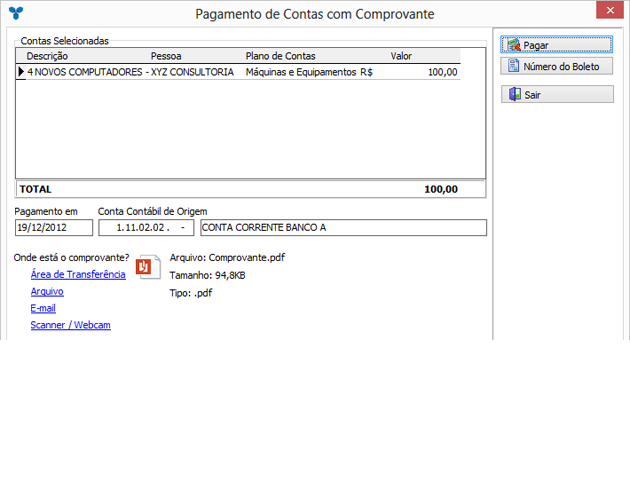 Pagamento de Contas com Comprovante
Contas Selecionadas
Descrição Pessoa Plano de Contas Valor
4 NOVOS COMPUTADORES - XYZ CONSULTORIA Máquinas e Equipamentos R$ 100,00
TOTAL 100,00
Pagamento em Conta Contábil de Origem
19/12/2012 1.11.02.02 . - CONTA CORRENTE BANCO A
Onde está o comprovante?
Área de Transferência
Arquivo
E-mail
Scanner / Webcam
Arquivo: Comprovante.pdf
Tamanho: 94,8KB
Tipo: .pdf
Pagar
Número do Boleto
Sair